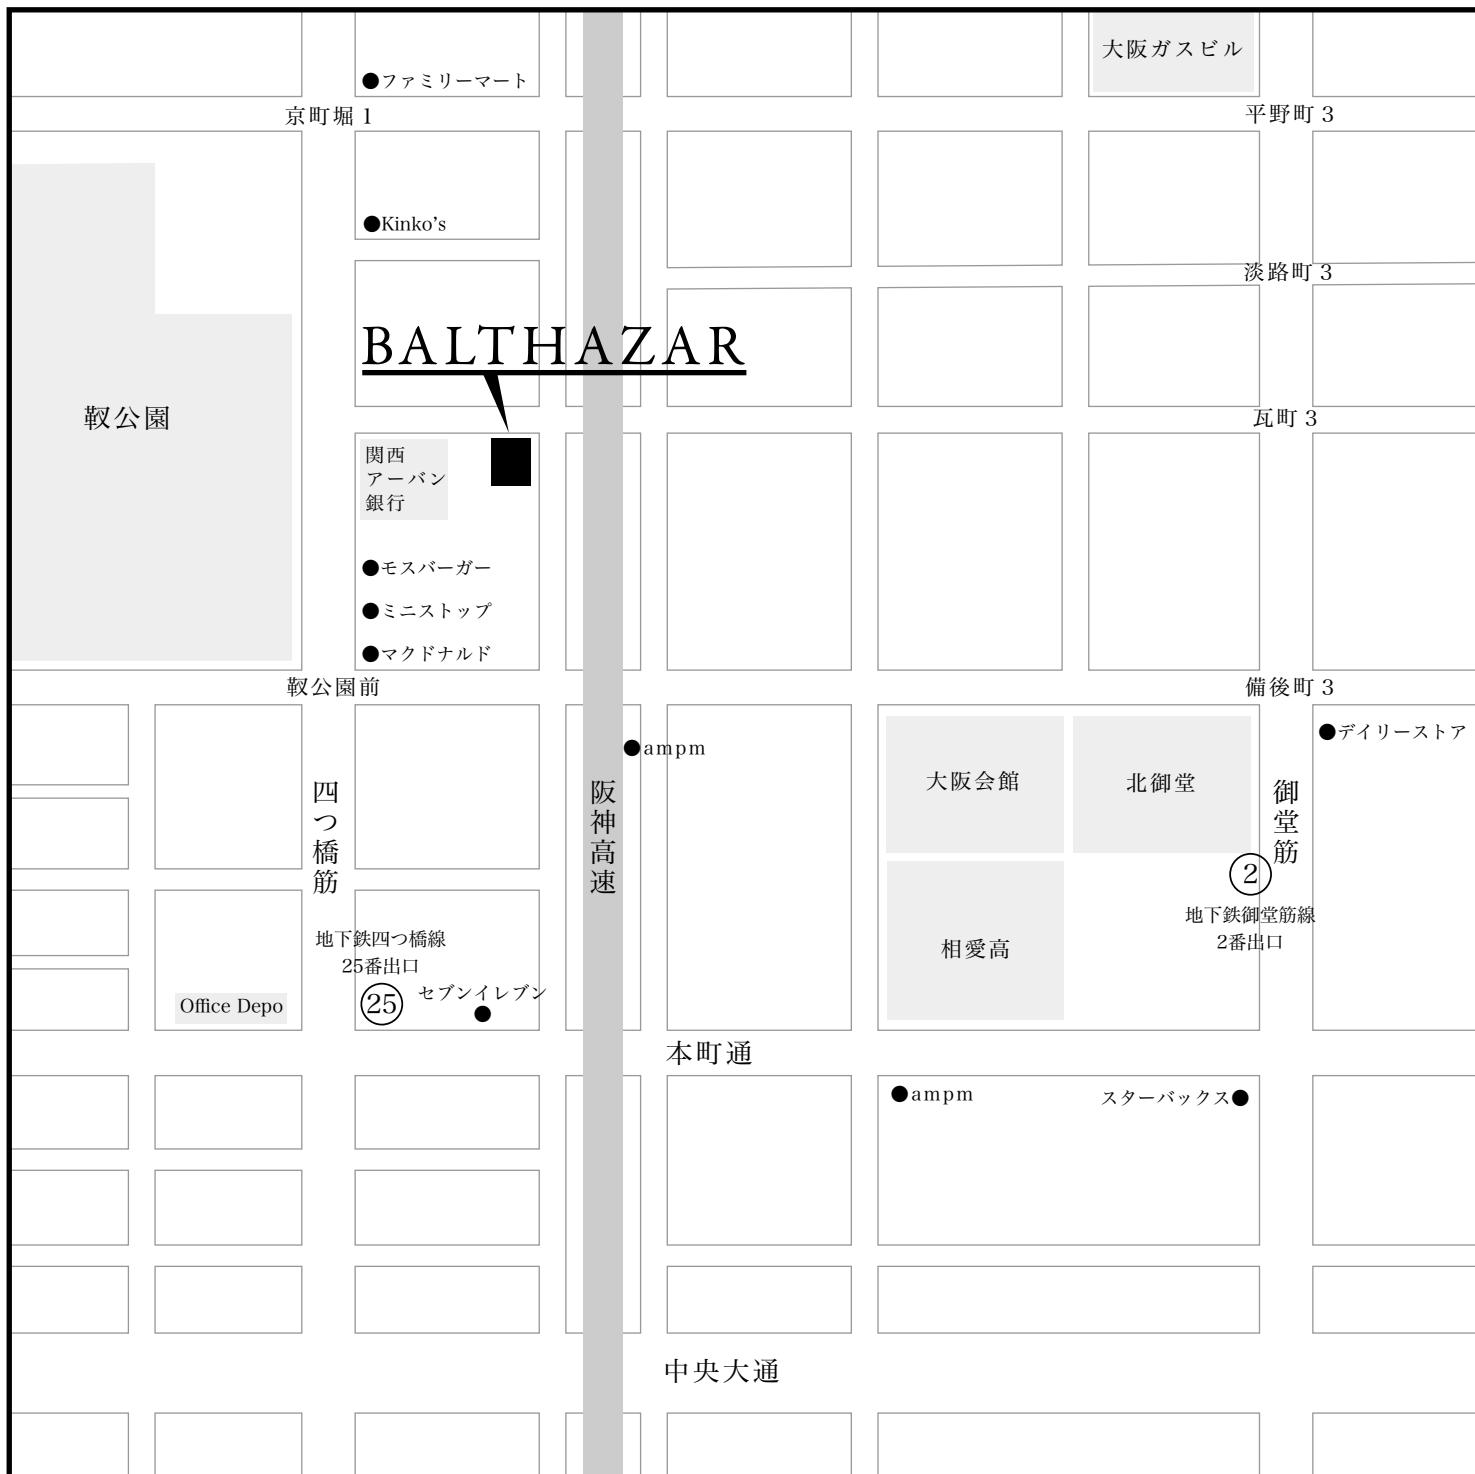 大阪ガスビル
●ファミリーマート
京町堀1
平野町3
●Kinko's
淡路町3
BALTHAZAR
靱公園
瓦町3
関西
アーバン
銀行
●モスバーガー
●ミニストップ
●マクドナルド
靱公園前
備後町3
●デイリーストア
●ampm
大阪会館
北御堂
四つ橋筋
阪神高速
御堂筋
2
地下鉄御堂筋線
2番出口
地下鉄四つ橋線
25番出口
相愛高
セブンイレブン
●
25
Office Depo
本町通
●ampm
スターバックス●
中央大通